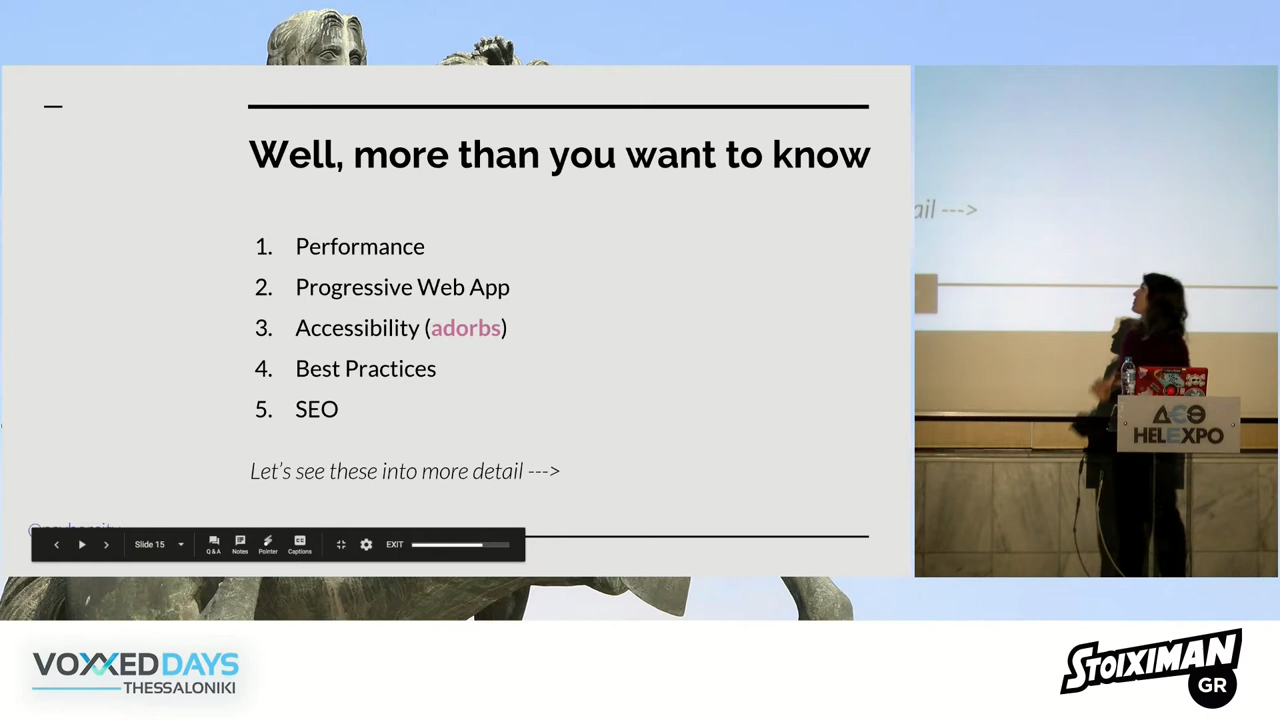 Well, more than you want to know
1. Performance
2. Progressive Web App
3. Accessibility (adorbs)
4. Best Practices
5. SEO
Let's see these into more detail --->
Slide 15
Q & A
Notes
Pointer
Captions
EXIT
ail --->
ΔΕΘ
HELEXPO
VOXXED DAYS
THESSALONIKI
STOIXIMAN
GR